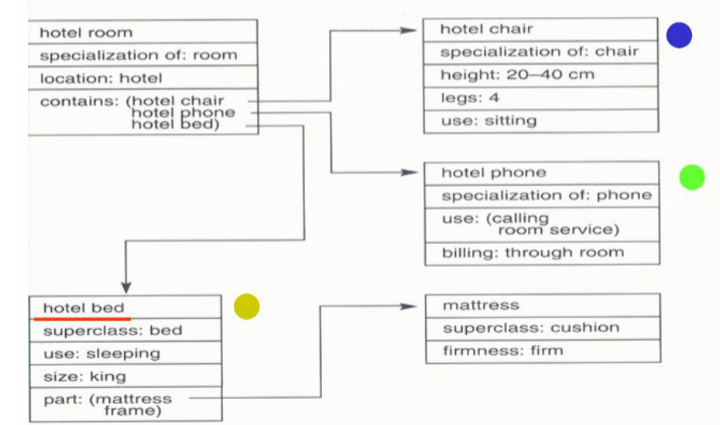 hotel room
specialization of: room
location: hotel
contains: (hotel chair
hotel phone
hotel bed)
hotel chair
specialization of: chair
height: 20–40 cm
legs: 4
use: sitting
hotel phone
specialization of: phone
use: (calling
room service)
billing: through room
hotel bed
superclass: bed
use: sleeping
size: king
part: (mattress
frame)
mattress
superclass: cushion
firmness: firm